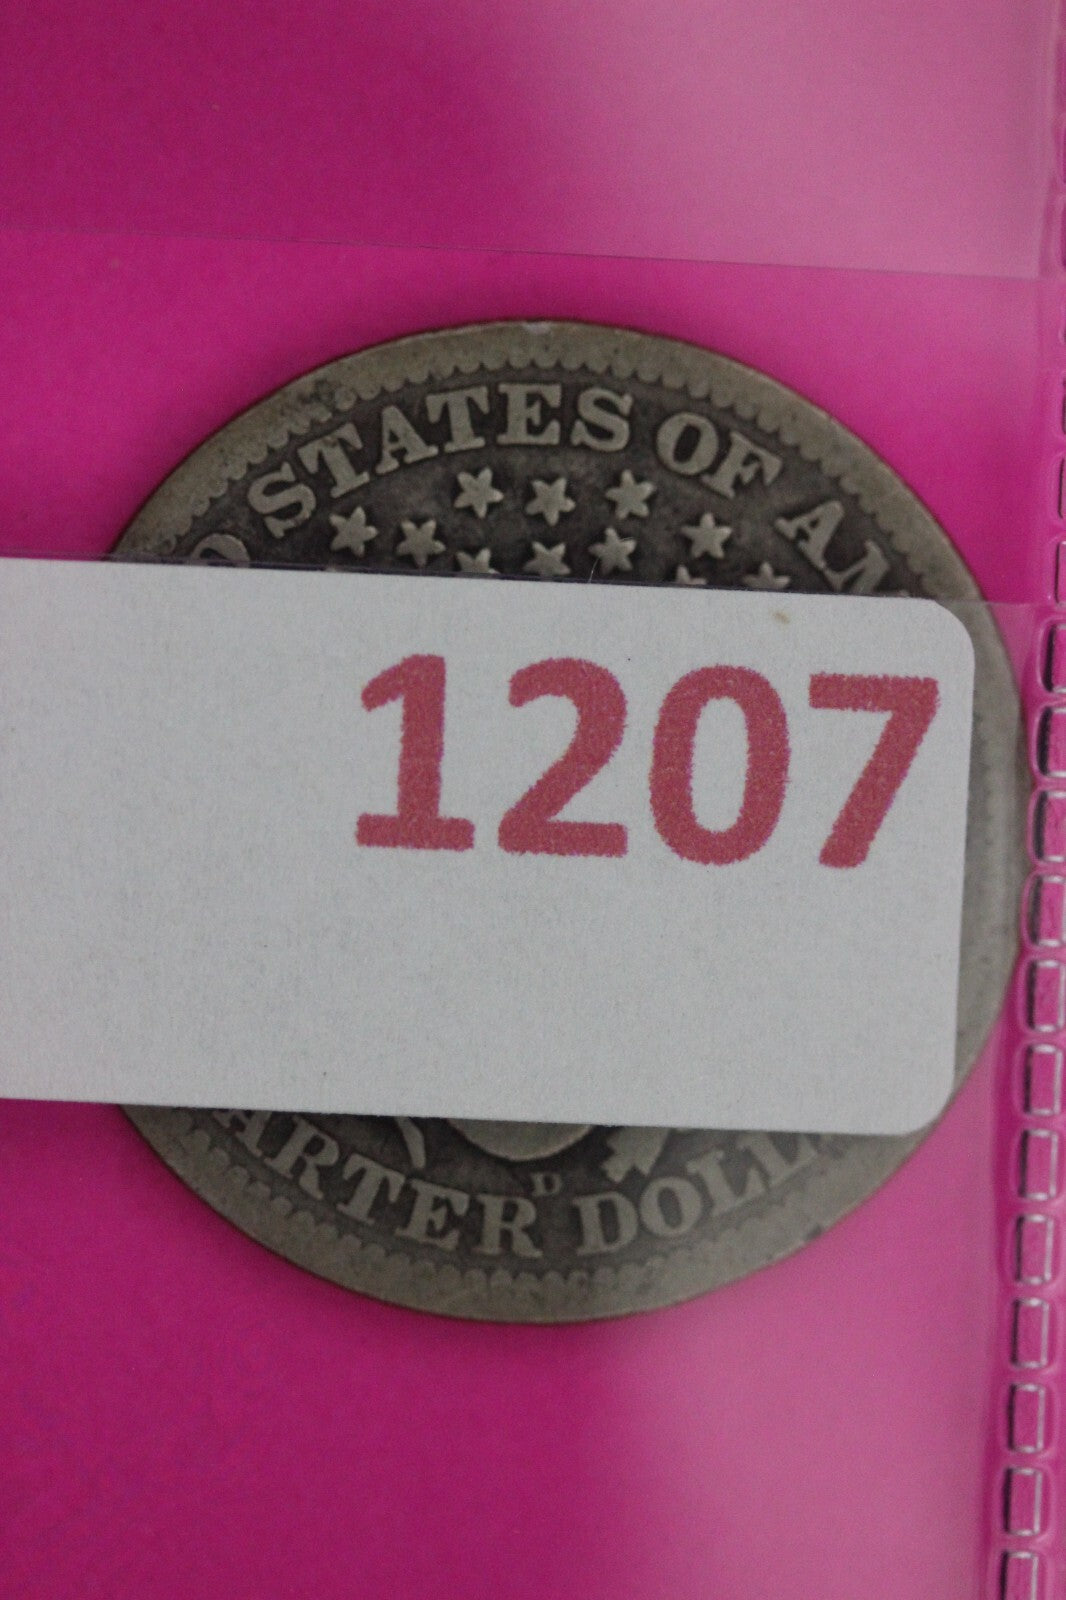 D STATES OF AM
1207
ARTER DOLL
D